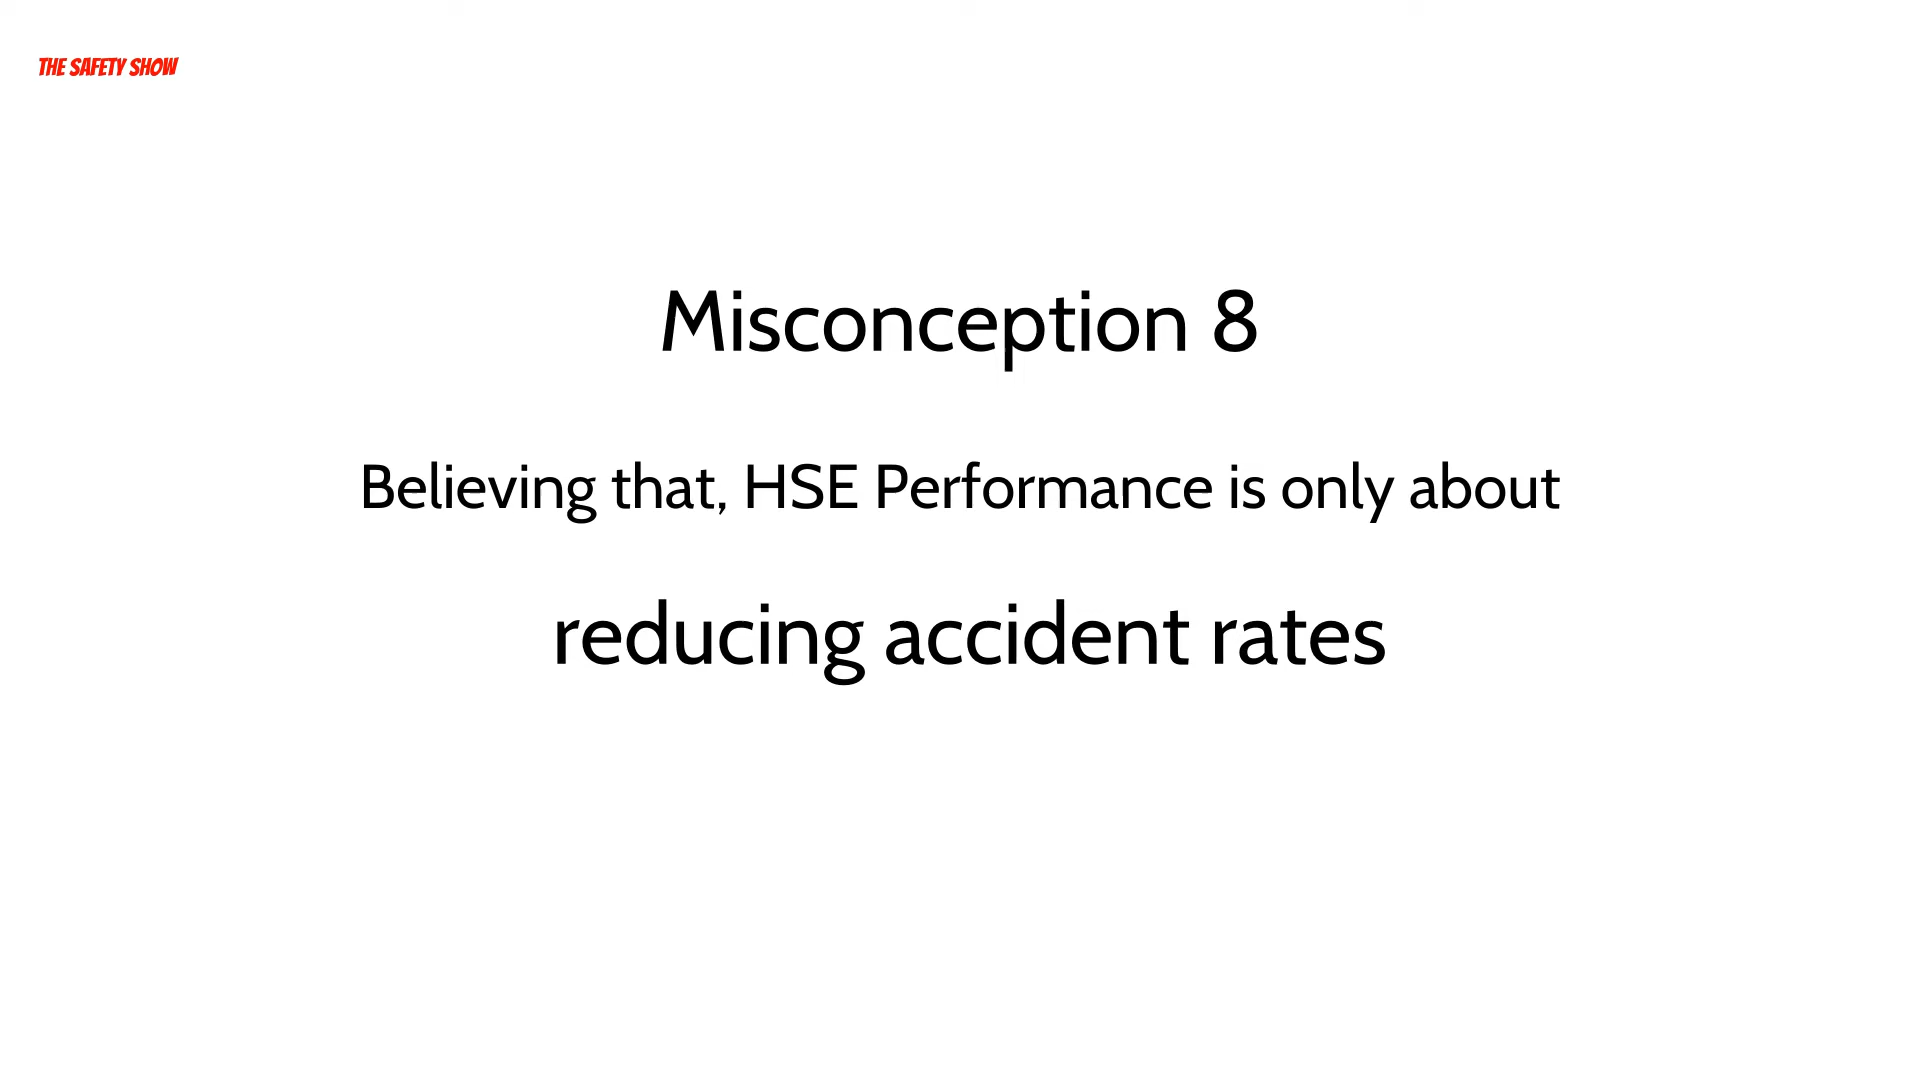 THE SAFETY SHOW
Misconception 8
Believing that, HSE Performance is only about
reducing accident rates